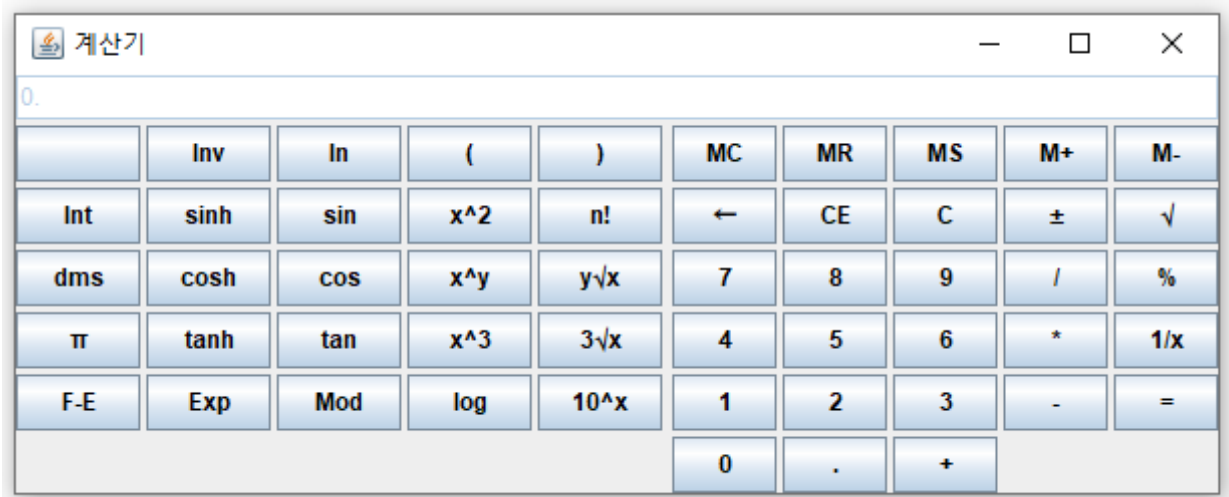 계산기
0.
Inv In ( ) MC MR MS M+ M-
Int sinh sin x^2 n! ← CE C ± √
dms cosh cos x^y y√x 7 8 9 / %
π tanh tan x^3 3√x 4 5 6 * 1/x
F-E Exp Mod log 10^x 1 2 3 - =
0 . +